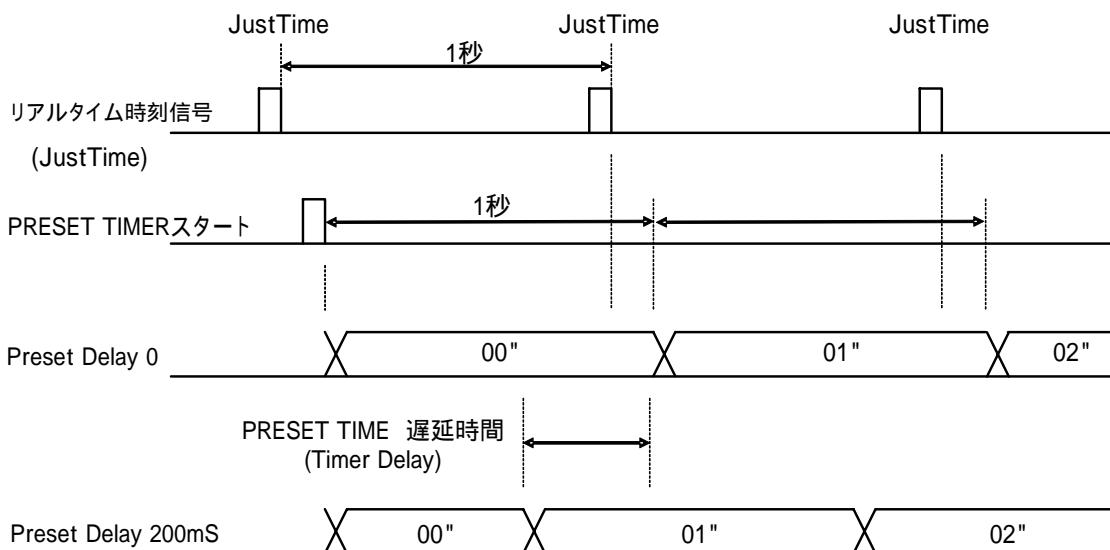 JustTime JustTime JustTime
1秒
リアルタイム時刻信号
(JustTime)
1秒
PRESET TIMERスタート
Preset Delay 0 00" 01" 02"
PRESET TIME 遅延時間
(Timer Delay)
Preset Delay 200mS 00" 01" 02"